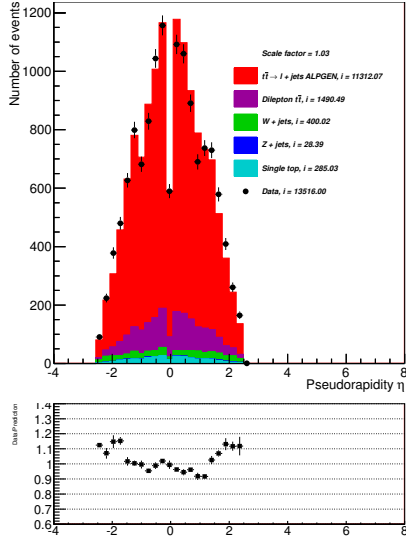 Number of events
1200
1000
800
600
400
200
0
Scale factor = 1.03
tt̄ → l + jets ALPGEN, i = 11312.07
Dilepton tt̄, i = 1490.49
W + jets, i = 400.02
Z + jets, i = 28.39
Single top, i = 285.03
Data, i = 13516.00
-4 -2 0 2 4 6 8
Pseudorapidity η
Data/Prediction
1.4
1.3
1.2
1.1
1
0.9
0.8
0.7
0.6
-4 -2 0 2 4 6 8